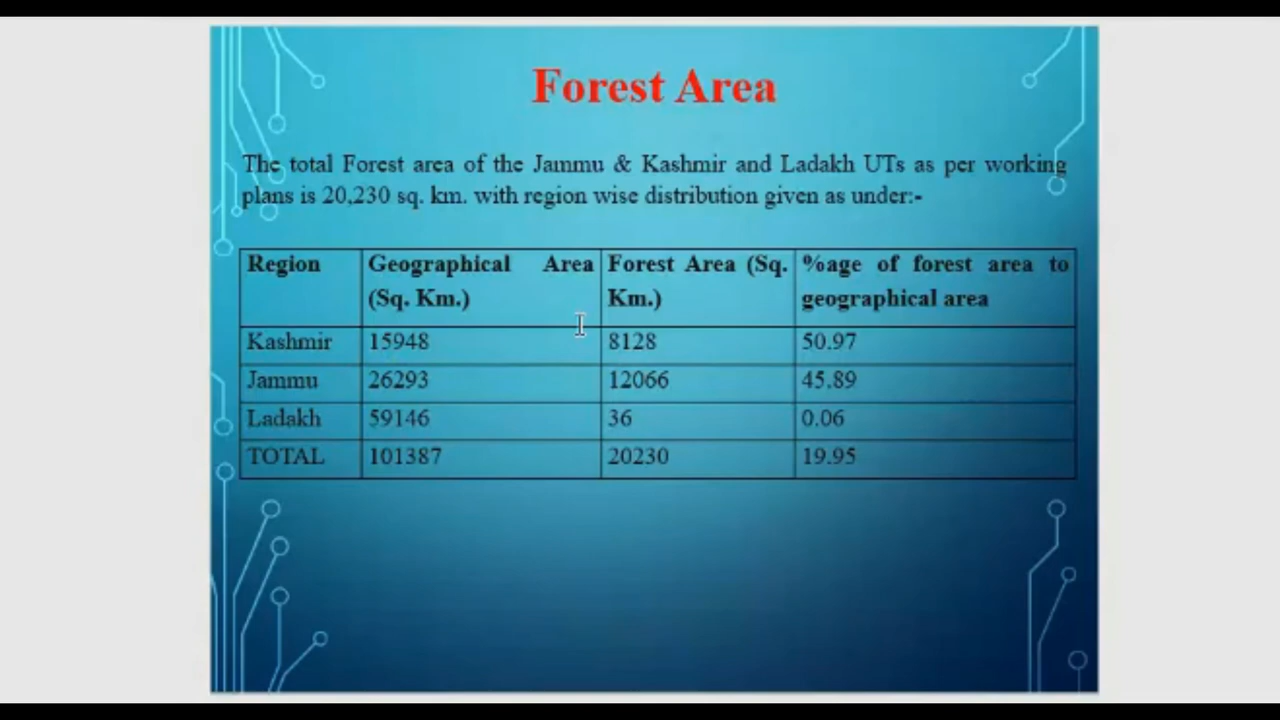 Forest Area
The total Forest area of the Jammu & Kashmir and Ladakh UTs as per working
plans is 20,230 sq. km. with region wise distribution given as under:-
Region Geographical Area (Sq. Km.) Forest Area (Sq. Km.) %age of forest area to geographical area
Kashmir 15948 8128 50.97
Jammu 26293 12066 45.89
Ladakh 59146 36 0.06
TOTAL 101387 20230 19.95